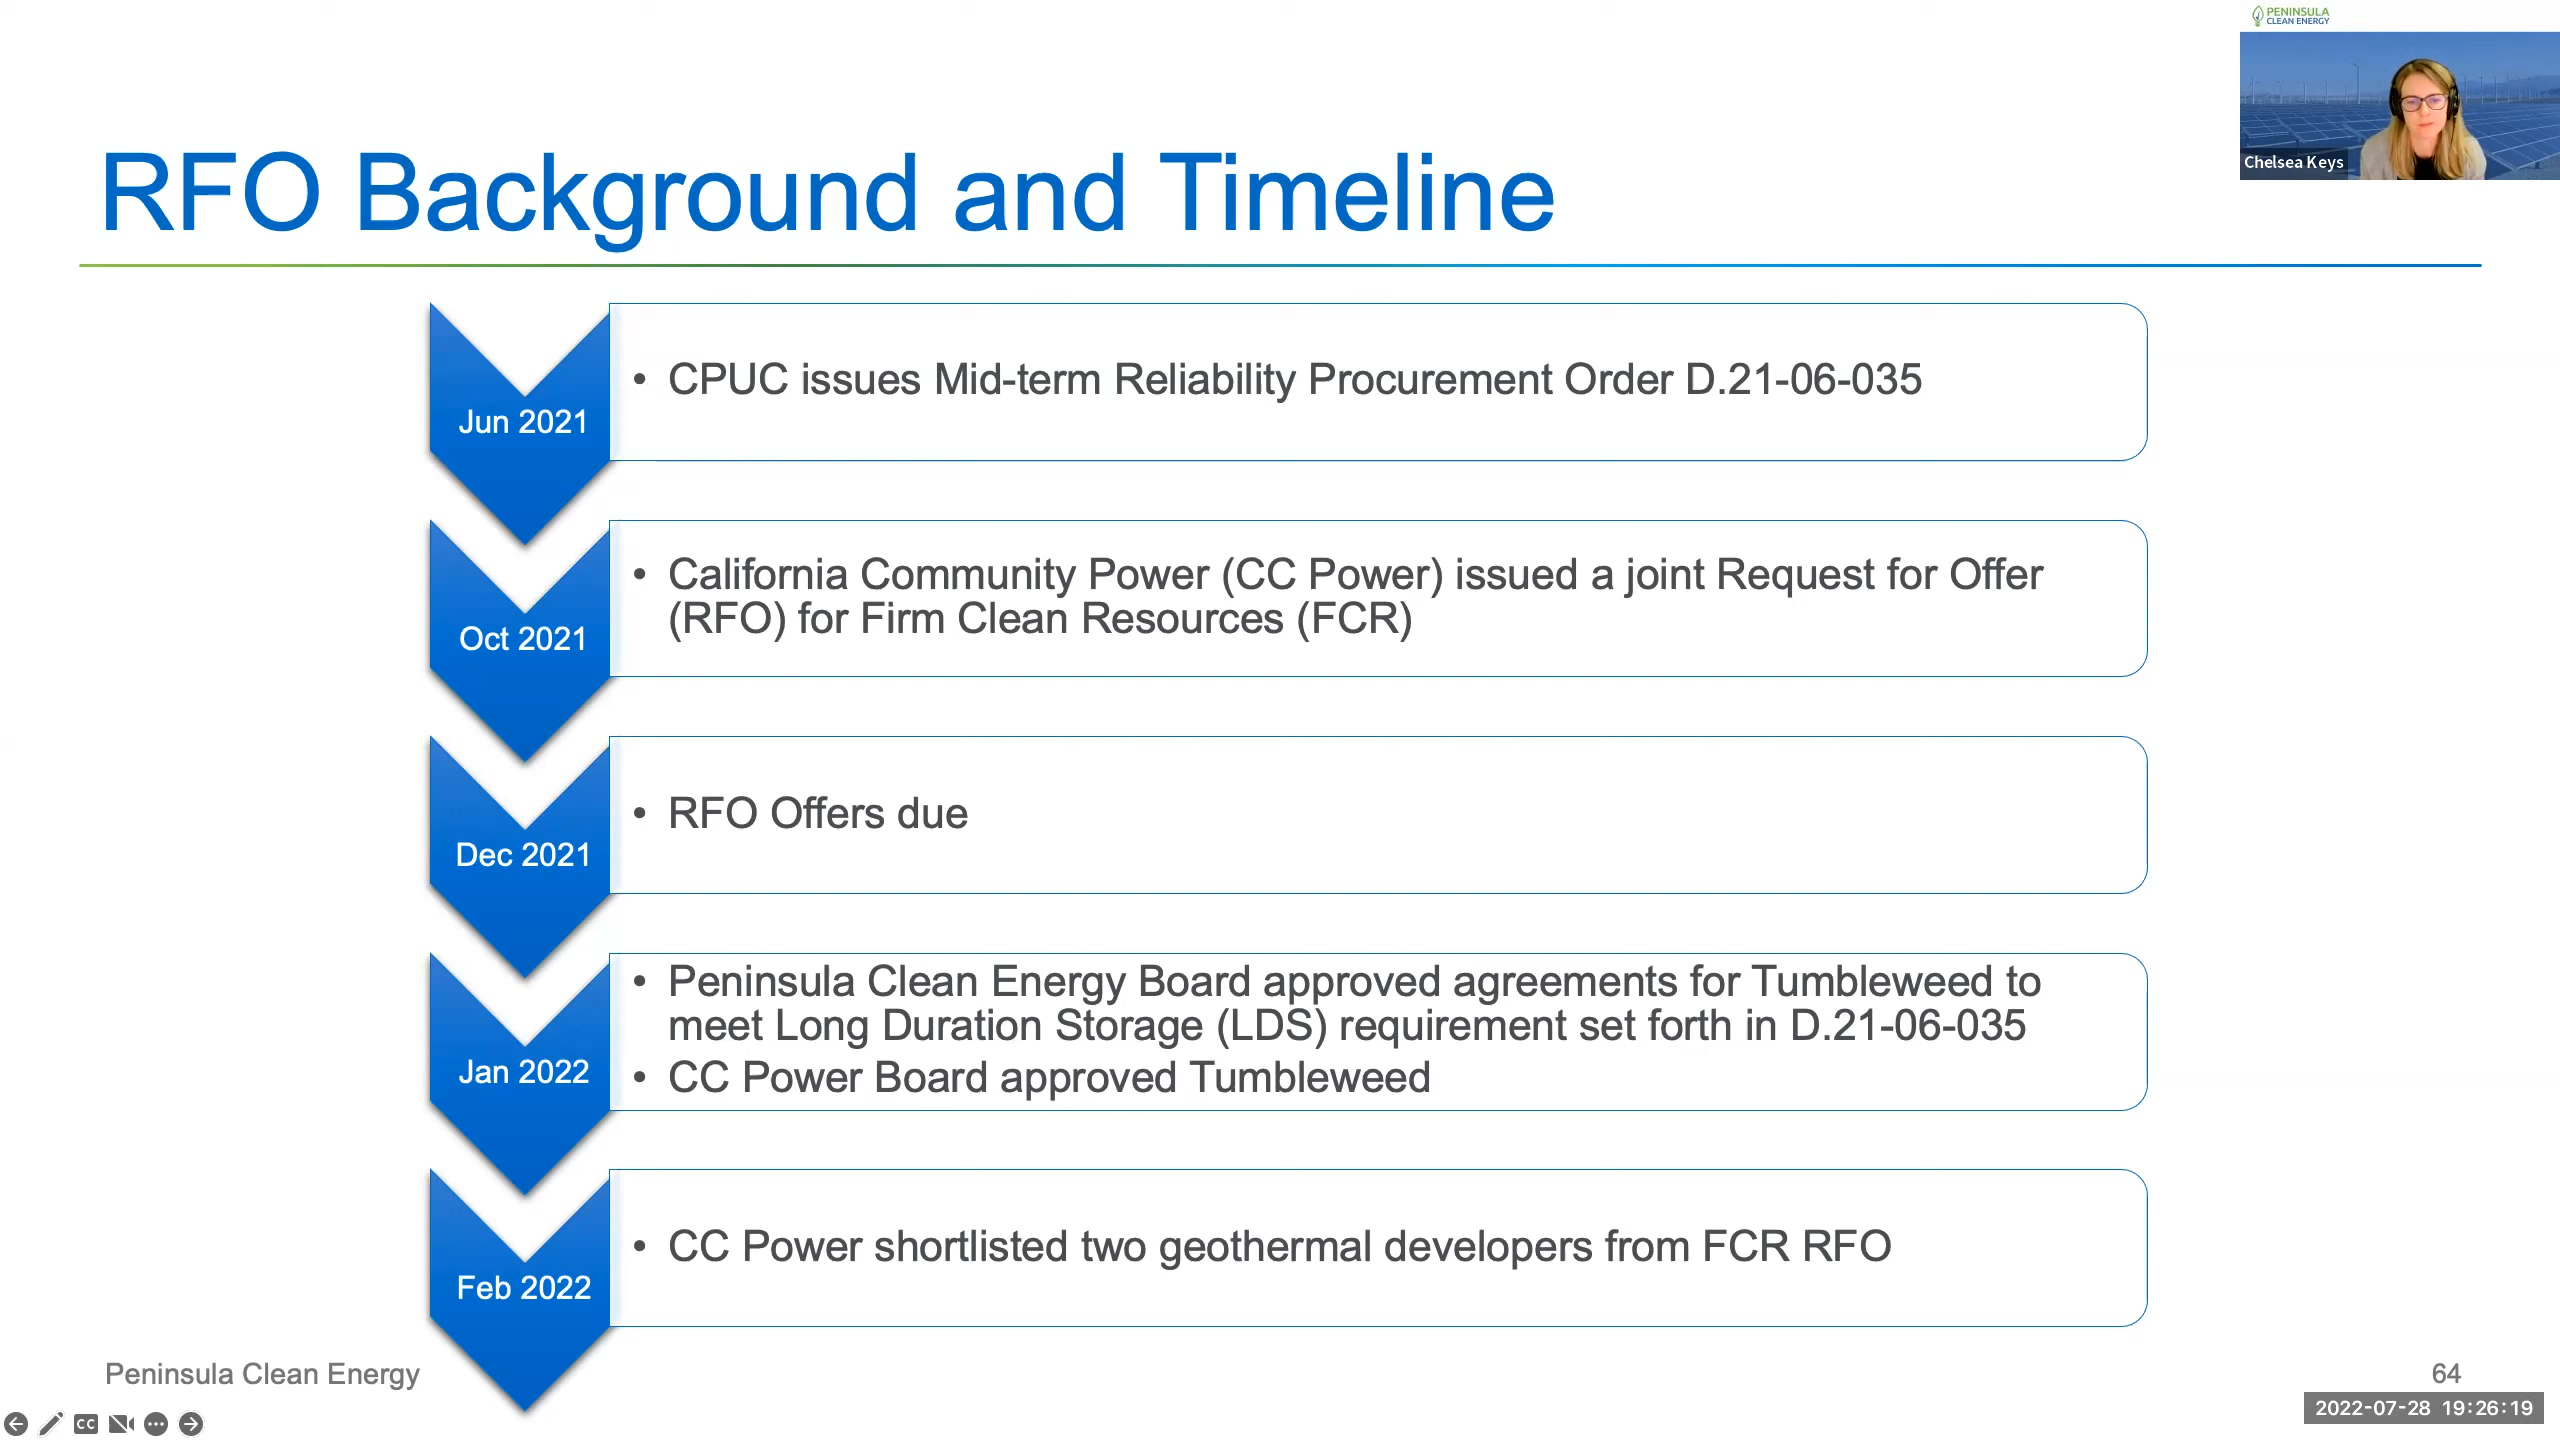 PENINSULA
CLEAN ENERGY
Chelsea Keys
RFO Background and Timeline
Jun 2021
• CPUC issues Mid-term Reliability Procurement Order D.21-06-035
Oct 2021
• California Community Power (CC Power) issued a joint Request for Offer
(RFO) for Firm Clean Resources (FCR)
Dec 2021
• RFO Offers due
Jan 2022
• Peninsula Clean Energy Board approved agreements for Tumbleweed to
meet Long Duration Storage (LDS) requirement set forth in D.21-06-035
• CC Power Board approved Tumbleweed
Feb 2022
• CC Power shortlisted two geothermal developers from FCR RFO
Peninsula Clean Energy
64
CC
2022-07-28 19:26:19